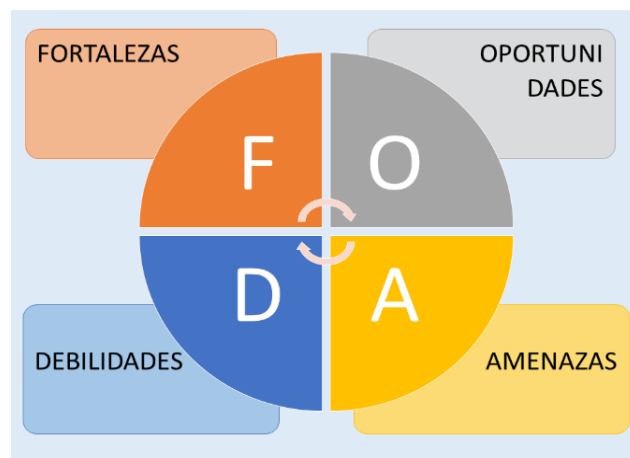 FORTALEZAS
OPORTUNI
DADES
F
O
D
A
DEBILIDADES
AMENAZAS